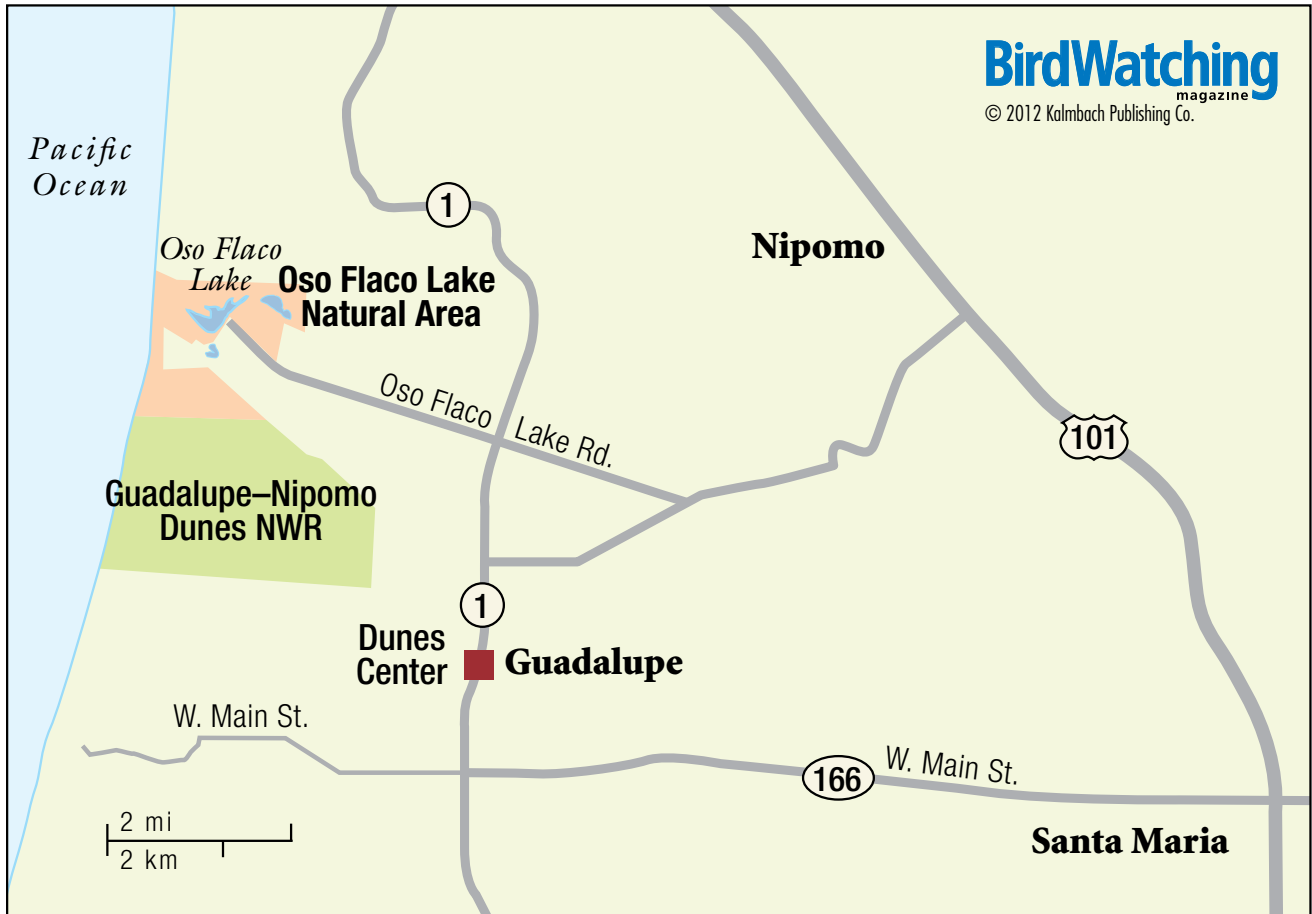 BirdWatching
magazine
© 2012 Kalmbach Publishing Co.
Pacific
Ocean
1
Nipomo
Oso Flaco
Lake
Oso Flaco Lake
Natural Area
Oso Flaco Lake Rd.
101
Guadalupe–Nipomo
Dunes NWR
1
Dunes
Center
Guadalupe
W. Main St.
166
W. Main St.
2 mi
2 km
Santa Maria